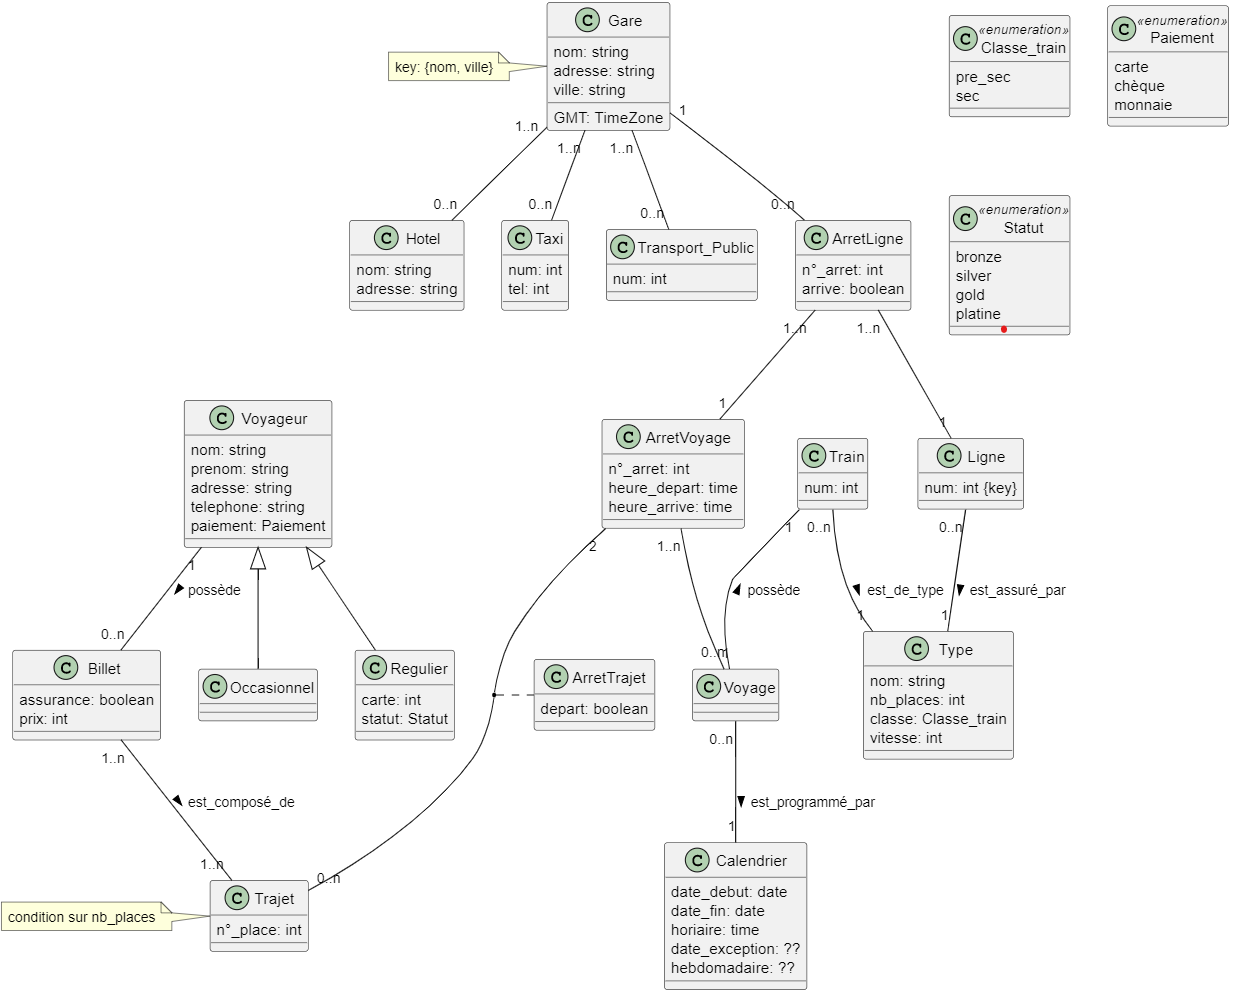 C Gare
nom: string
adresse: string
ville: string
GMT: TimeZone
key: {nom, ville}
«enumeration»
C Classe_train
pre_sec
sec
«enumeration»
C Paiement
carte
chèque
monnaie
1..n
1..n
1..n
1
0..n
0..n
0..n
0..n
C Hotel
nom: string
adresse: string
C Taxi
num: int
tel: int
C Transport_Public
num: int
C ArretLigne
n°_arret: int
arrive: boolean
«enumeration»
C Statut
bronze
silver
gold
platine
1..n
1..n
1
1
C Voyageur
nom: string
prenom: string
adresse: string
telephone: string
paiement: Paiement
C ArretVoyage
n°_arret: int
heure_depart: time
heure_arrive: time
C Train
num: int
C Ligne
num: int {key}
1
possède
0..n
2
1..n
1
possède
0..n
0..n
est_de_type
1
0..n
est_assuré_par
1
C Billet
assurance: boolean
prix: int
C Occasionnel
C Regulier
carte: int
statut: Statut
C ArretTrajet
depart: boolean
C Voyage
C Type
nom: string
nb_places: int
classe: Classe_train
vitesse: int
1..n
est_composé_de
1..n
0..n
0..n
est_programmé_par
1
C Trajet
n°_place: int
condition sur nb_places
C Calendrier
date_debut: date
date_fin: date
horiaire: time
date_exception: ??
hebdomadaire: ??